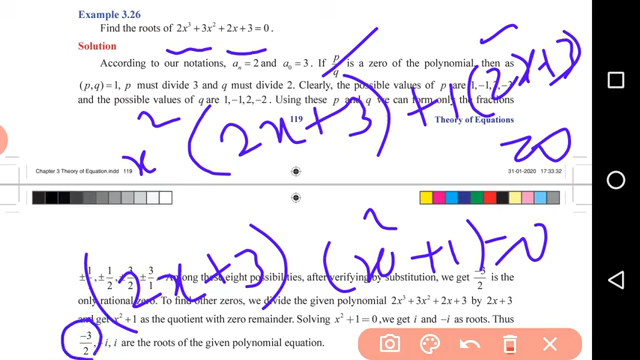 Example 3.26
Find the roots of 2x³ + 3x² + 2x + 3 = 0.
Solution
According to our notations, aₙ = 2 and a₀ = 3. If p/q is a zero of the polynomial, then as
(p,q) = 1, p must divide 3 and q must divide 2. Clearly, the possible values of p are 1, −1, 3, −3
and the possible values of q are 1, −1, 2, −2. Using these p and q we can form only the fractions
x² (2x+3) + 1(2x+3)
=0
119
Theory of Equations
Chapter 3 Theory of Equation.indd 119
31-01-2020 17:33:32
(2x+3) (x²+1)=0
±1/1, ±1/2, ±3/2, ±3/1. Among these eight possibilities, after verifying by substitution, we get −3/2 is the
only rational zero. To find other zeros, we divide the given polynomial 2x³ + 3x² + 2x + 3 by 2x + 3
and get x² + 1 as the quotient with zero remainder. Solving x² + 1 = 0, we get i and −i as roots. Thus
−3/2, −i, i are the roots of the given polynomial equation.